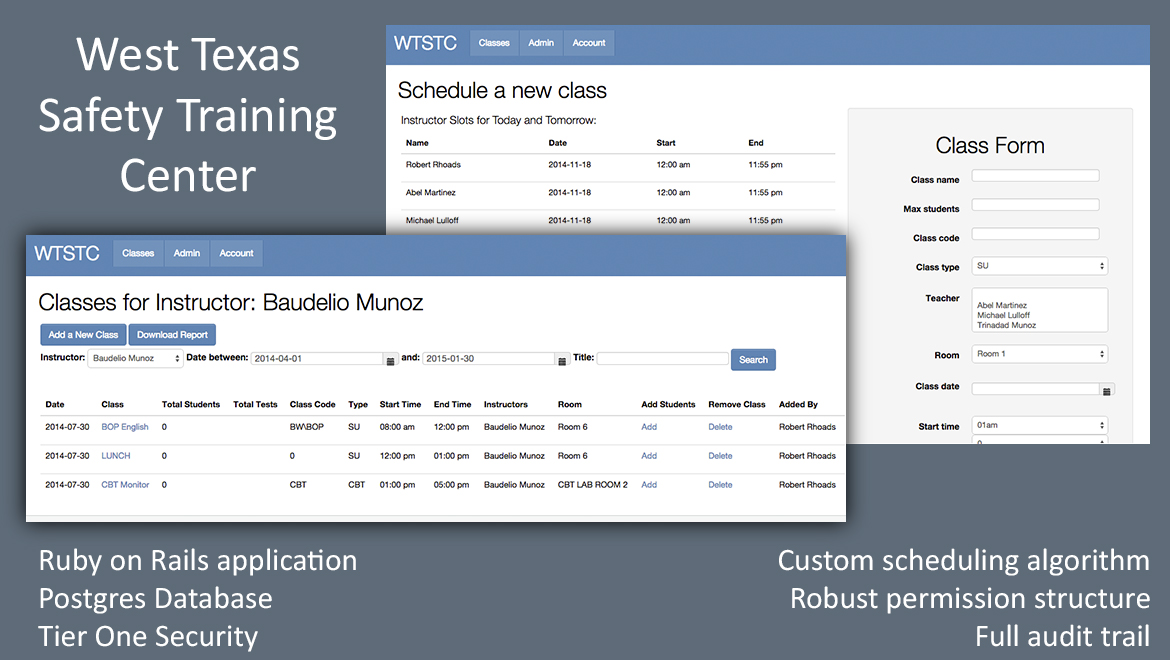 West Texas
Safety Training
Center
WTSTC Classes Admin Account
Schedule a new class
Instructor Slots for Today and Tomorrow:
Name Date Start End
Robert Rhoads 2014-11-18 12:00 am 11:55 pm
Abel Martinez 2014-11-18 12:00 am 11:55 pm
Michael Lulloff 2014-11-18 12:00 am 11:55 pm
Class Form
Class name
Max students
Class code
Class type SU
Teacher Abel Martinez
Michael Lulloff
Trinadad Munoz
Room Room 1
Class date
Start time 01am
WTSTC Classes Admin Account
Classes for Instructor: Baudelio Munoz
Add a New Class Download Report
Instructor: Baudelio Munoz Date between: 2014-04-01 and: 2015-01-30 Title: Search
Date Class Total Students Total Tests Class Code Type Start Time End Time Instructors Room Add Students Remove Class Added By
2014-07-30 BOP English 0 BW\BOP SU 08:00 am 12:00 pm Baudelio Munoz Room 6 Add Delete Robert Rhoads
2014-07-30 LUNCH 0 0 SU 12:00 pm 01:00 pm Baudelio Munoz Room 6 Add Delete Robert Rhoads
2014-07-30 CBT Monitor 0 CBT CBT 01:00 pm 05:00 pm Baudelio Munoz CBT LAB ROOM 2 Add Delete Robert Rhoads
Ruby on Rails application
Postgres Database
Tier One Security
Custom scheduling algorithm
Robust permission structure
Full audit trail